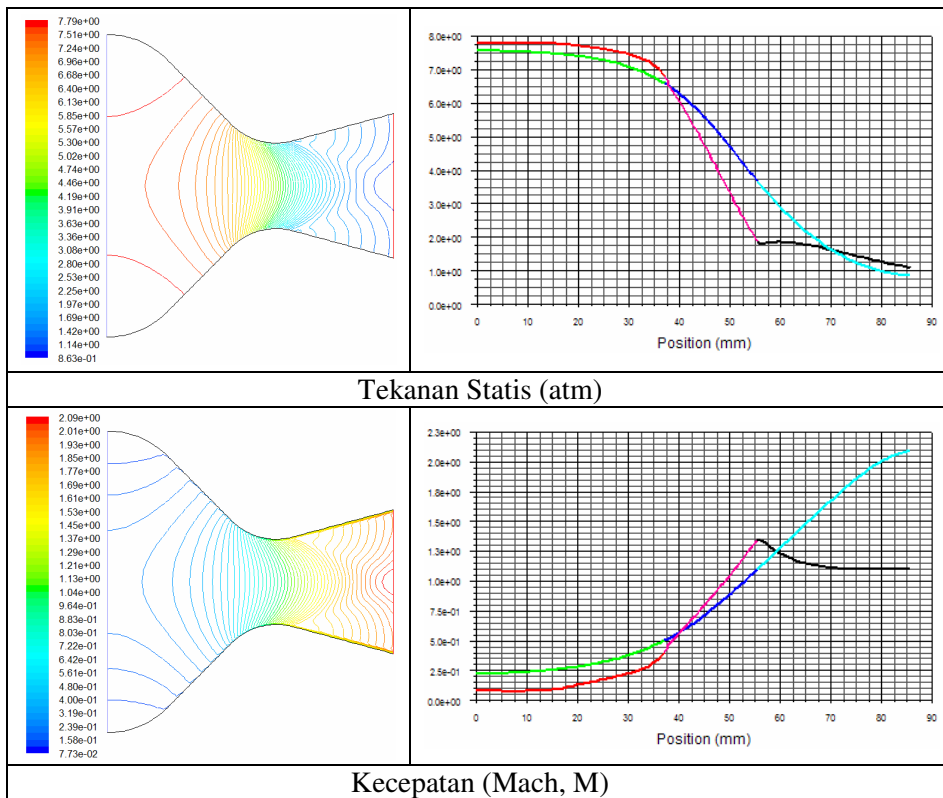 7.79e+00
7.51e+00
6.96e+00
6.68e+00
6.40e+00
6.13e+00
5.85e+00
5.57e+00
5.30e+00
5.02e+00
4.74e+00
4.46e+00
4.19e+00
3.91e+00
3.63e+00
3.36e+00
3.08e+00
2.80e+00
2.53e+00
2.25e+00
1.97e+00
1.69e+00
1.42e+00
1.14e+00
8.63e-01
8.0e+00
7.0e+00
6.0e+00
5.0e+00
4.0e+00
3.0e+00
2.0e+00
1.0e+00
0.0e+00
0 10 20 30 40 50 60 70 80 90
Position (mm)
Tekanan Statis (atm)
2.09e+00
2.01e+00
1.93e+00
1.85e+00
1.77e+00
1.69e+00
1.61e+00
1.53e+00
1.45e+00
1.37e+00
1.29e+00
1.21e+00
1.13e+00
1.04e+00
9.64e-01
8.83e-01
8.03e-01
7.22e-01
6.42e-01
5.61e-01
4.80e-01
4.00e-01
3.19e-01
2.39e-01
1.58e-01
7.73e-02
2.3e+00
2.0e+00
1.8e+00
1.5e+00
1.3e+00
1.0e+00
7.5e-01
5.0e-01
2.5e-01
0.0e+00
0 10 20 30 40 50 60 70 80 90
Position (mm)
Kecepatan (Mach, M)